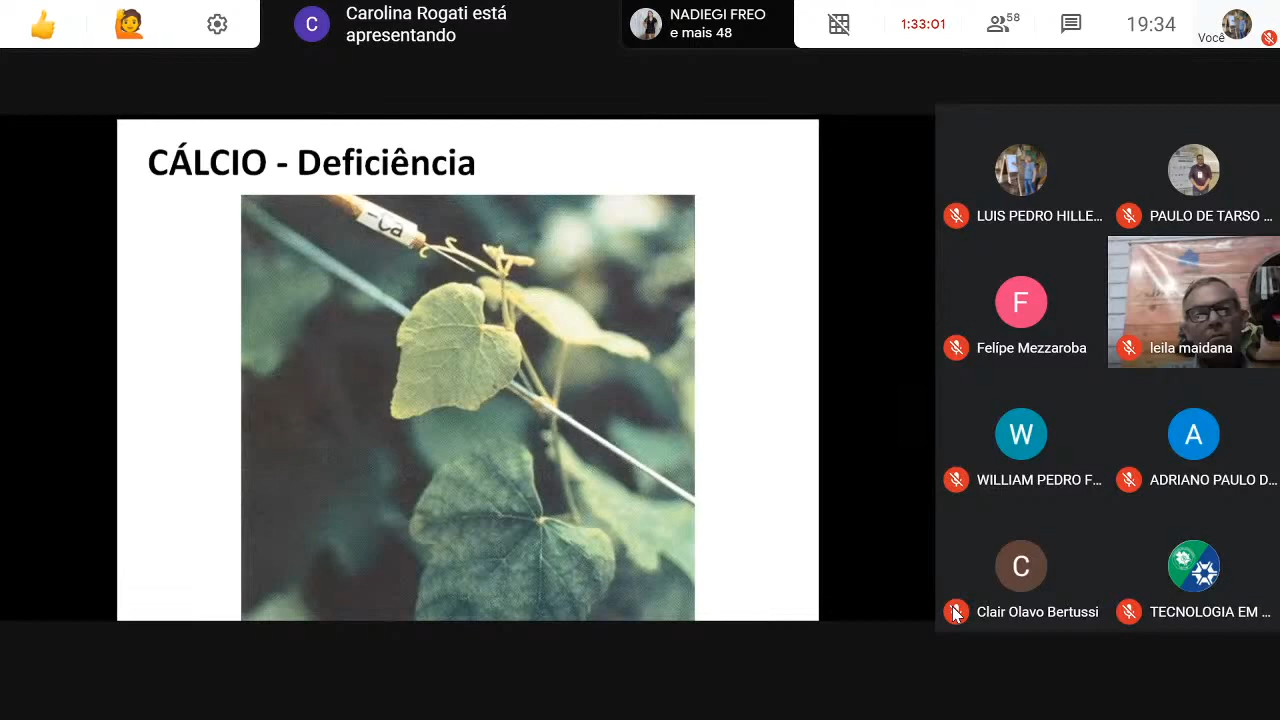 Carolina Rogati está
apresentando
NADIEGI FREO
e mais 48
1:33:01
58
19:34
Você
CÁLCIO - Deficiência
-Ca
LUIS PEDRO HILLE...
PAULO DE TARSO ...
Felípe Mezzaroba
leila maidana
WILLIAM PEDRO F...
ADRIANO PAULO D...
Clair Olavo Bertussi
TECNOLOGIA EM ...
C
F
W
A
C